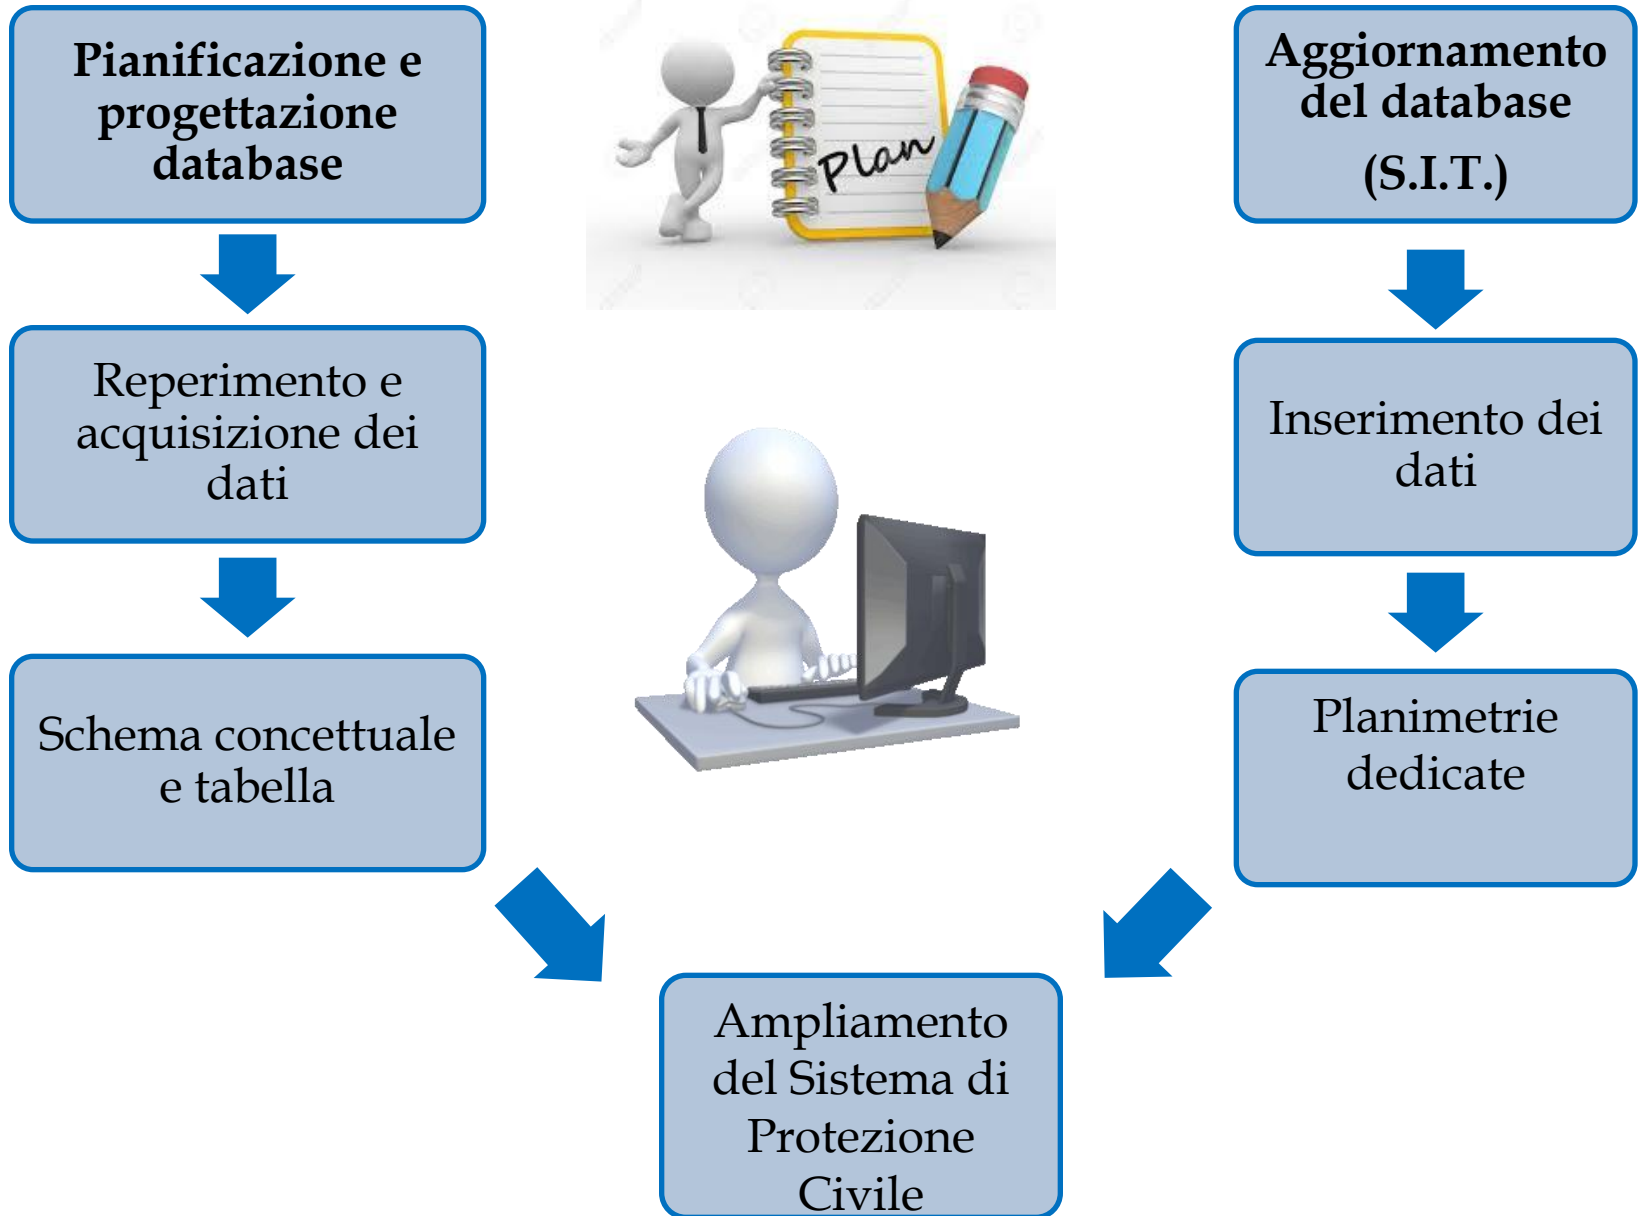 Pianificazione e
progettazione
database
Reperimento e
acquisizione dei
dati
Schema concettuale
e tabella
Plan
Aggiornamento
del database
(S.I.T.)
Inserimento dei
dati
Planimetrie
dedicate
Ampliamento
del Sistema di
Protezione
Civile